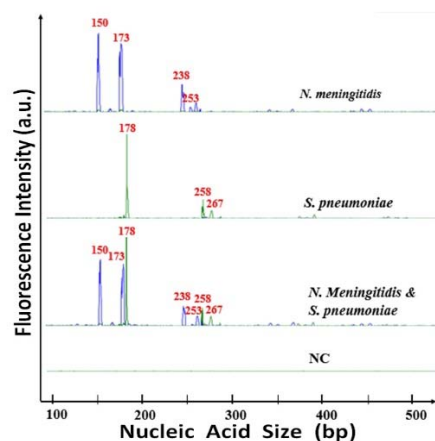 Fluorescence Intensity (a.u.)
150 173 238 253 N. meningitidis
178 258 267 S. pneumoniae
150 173 178 238 253 258 267 N. Meningitidis &
S. pneumoniae
NC
100 200 300 400 500
Nucleic Acid Size (bp)